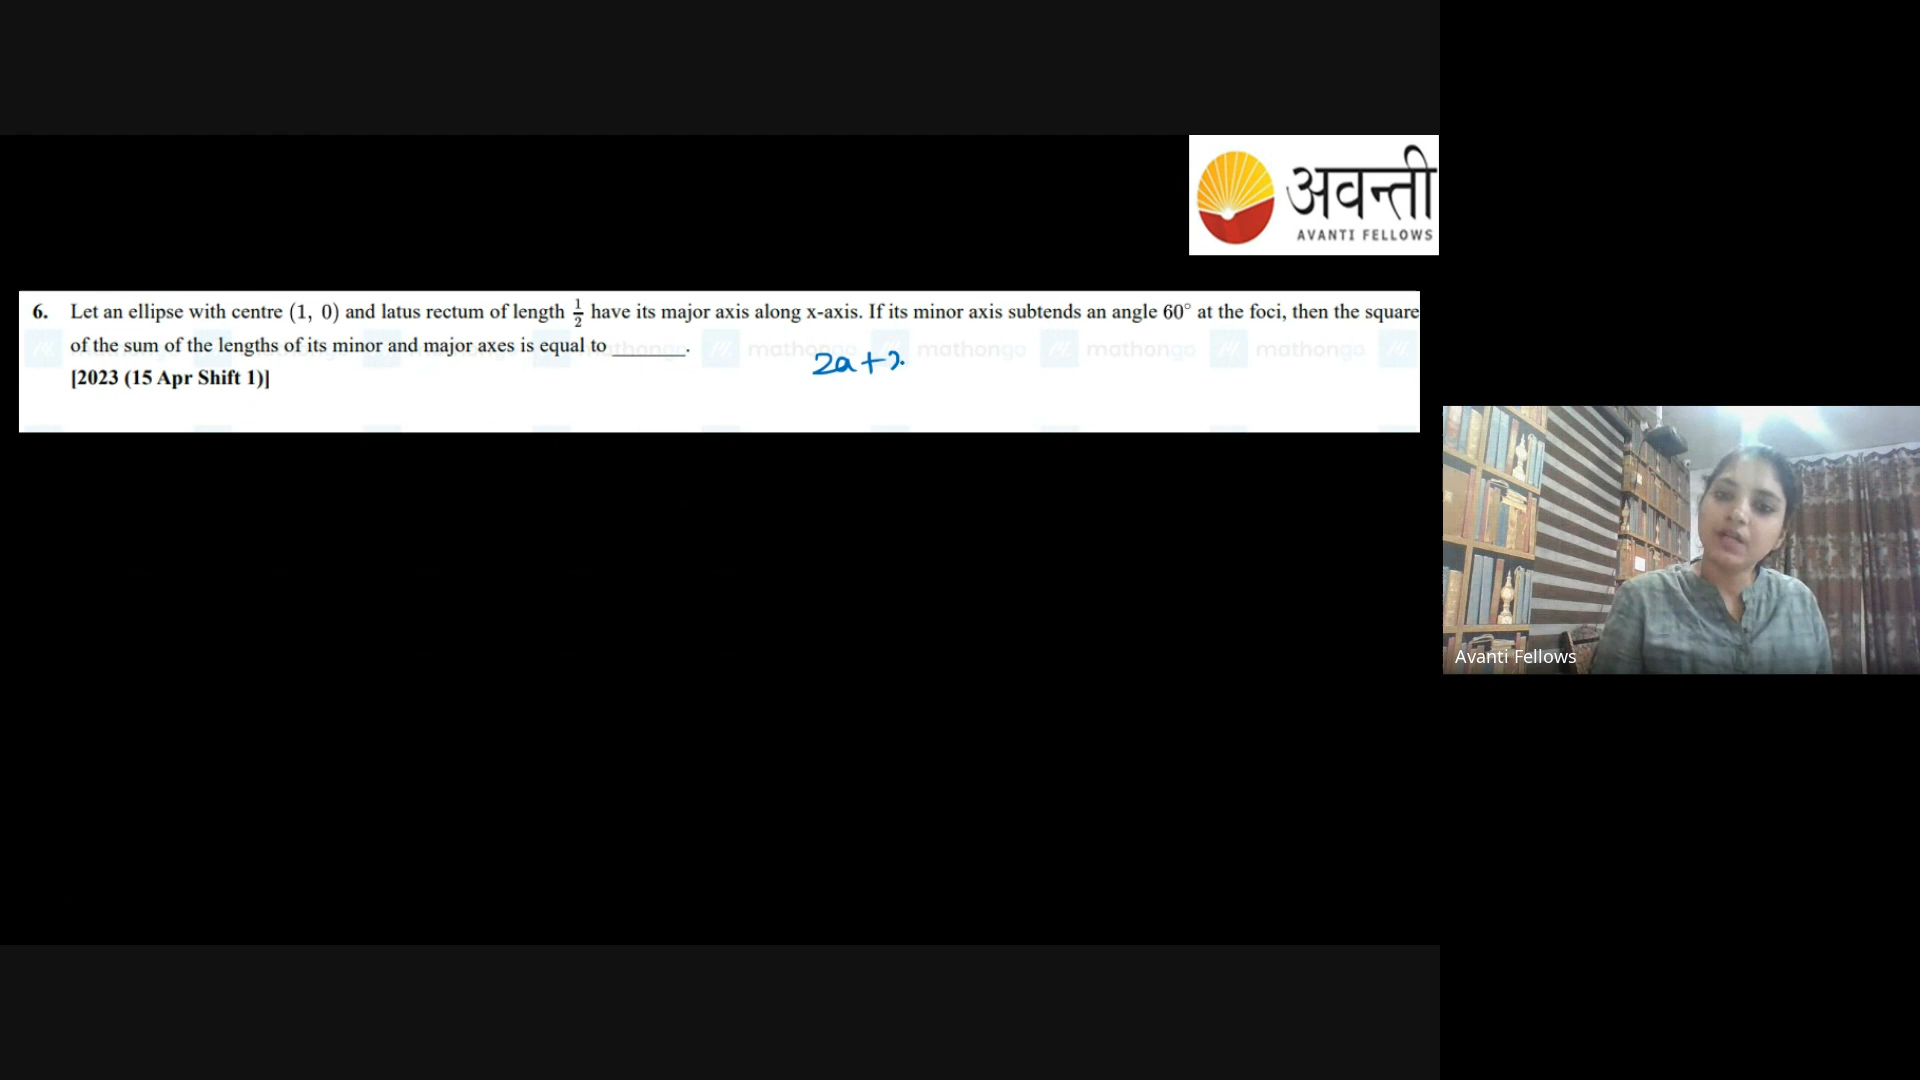 अवन्ती
AVANTI FELLOWS
6. Let an ellipse with centre (1, 0) and latus rectum of length 1/2 have its major axis along x-axis. If its minor axis subtends an angle 60° at the foci, then the square
of the sum of the lengths of its minor and major axes is equal to ______.
mathongo mathongo mathongo mathongo
2a+
[2023 (15 Apr Shift 1)]
Avanti Fellows